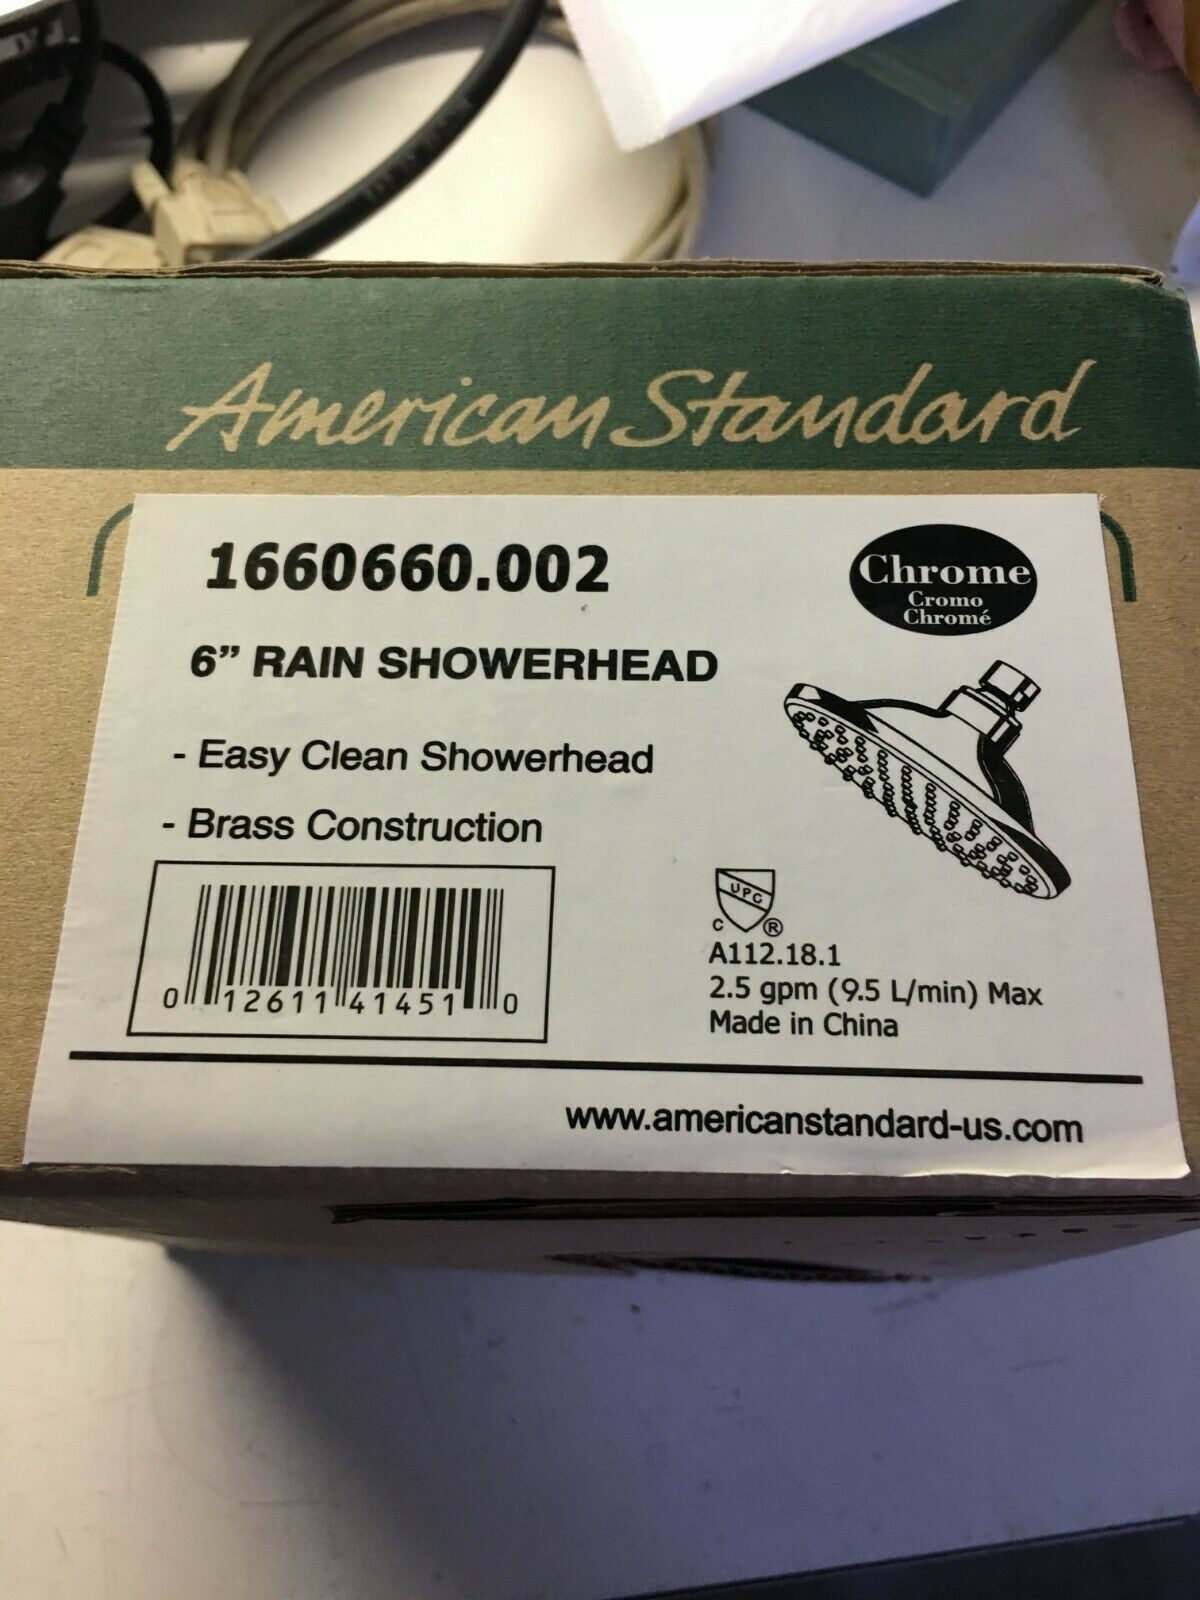 American Standard
1660660.002
Chrome
Cromo
Chromé
6” RAIN SHOWERHEAD
- Easy Clean Showerhead
- Brass Construction
UPC
C ®
A112.18.1
2.5 gpm (9.5 L/min) Max
Made in China
0 12611 41451 0
www.americanstandard-us.com